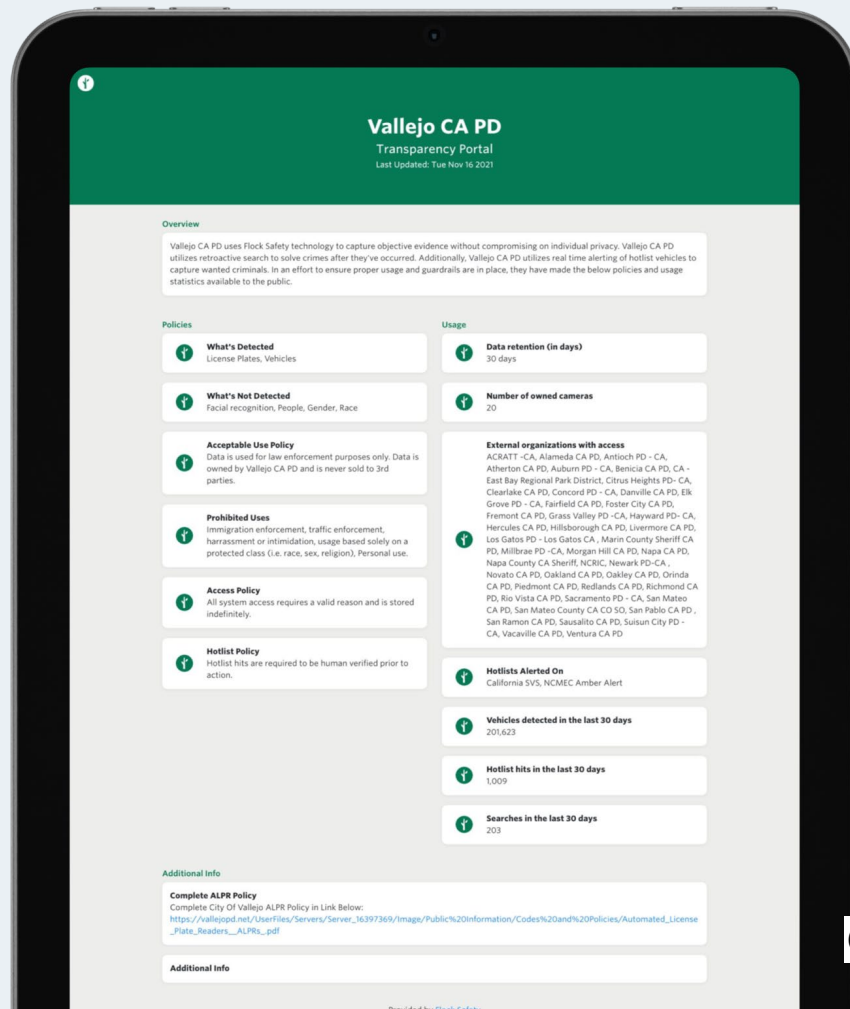 Vallejo CA PD
Transparency Portal
Last Updated: Tue Nov 16 2021
Overview
Vallejo CA PD uses Flock Safety technology to capture objective evidence without compromising on individual privacy. Vallejo CA PD
utilizes retroactive search to solve crimes after they've occurred. Additionally, Vallejo CA PD utilizes real time alerting of hotlist vehicles to
capture wanted criminals. In an effort to ensure proper usage and guardrails are in place, they have made the below policies and usage
statistics available to the public.
Policies
What's Detected
License Plates, Vehicles
What's Not Detected
Facial recognition, People, Gender, Race
Acceptable Use Policy
Data is used for law enforcement purposes only. Data is
owned by Vallejo CA PD and is never sold to 3rd
parties.
Prohibited Uses
Immigration enforcement, traffic enforcement,
harrassment or intimidation, usage based solely on a
protected class (i.e. race, sex, religion), Personal use.
Access Policy
All system access requires a valid reason and is stored
indefinitely.
Hotlist Policy
Hotlist hits are required to be human verified prior to
action.
Usage
Data retention (in days)
30 days
Number of owned cameras
20
External organizations with access
ACRATT -CA, Alameda CA PD, Antioch PD - CA,
Atherton CA PD, Auburn PD - CA, Benicia CA PD, CA -
East Bay Regional Park District, Citrus Heights PD- CA,
Clearlake CA PD, Concord PD - CA, Danville CA PD, Elk
Grove PD - CA, Fairfield CA PD, Foster City CA PD,
Fremont CA PD, Grass Valley PD -CA, Hayward PD- CA,
Hercules CA PD, Hillsborough CA PD, Livermore CA PD,
Los Gatos PD - Los Gatos CA , Marin County Sheriff CA
PD, Millbrae PD -CA, Morgan Hill CA PD, Napa CA PD,
Napa County CA Sheriff, NCRIC, Newark PD-CA ,
Novato CA PD, Oakland CA PD, Oakley CA PD, Orinda
CA PD, Piedmont CA PD, Redlands CA PD, Richmond CA
PD, Rio Vista CA PD, Sacramento PD - CA, San Mateo
CA PD, San Mateo County CA CO SO, San Pablo CA PD ,
San Ramon CA PD, Sausalito CA PD, Suisun City PD -
CA, Vacaville CA PD, Ventura CA PD
Hotlists Alerted On
California SVS, NCMEC Amber Alert
Vehicles detected in the last 30 days
201,623
Hotlist hits in the last 30 days
1,009
Searches in the last 30 days
203
Additional Info
Complete ALPR Policy
Complete City Of Vallejo ALPR Policy in Link Below:
https://vallejopd.net/UserFiles/Servers/Server_16397369/Image/Public%20Information/Codes%20and%20Policies/Automated_License
_Plate_Readers__ALPRs_.pdf
Additional Info
Provided by Flock Safety